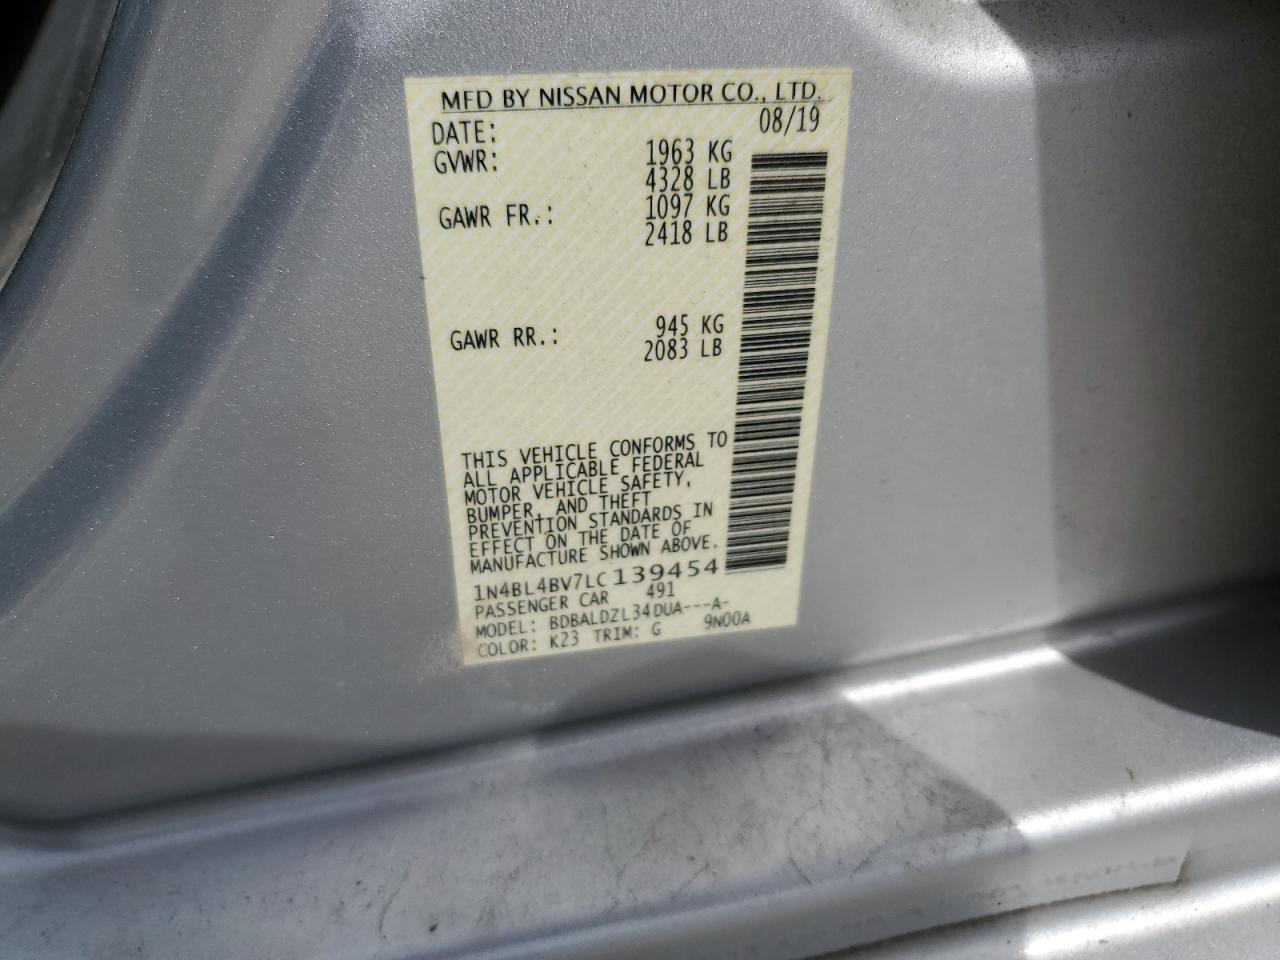 MFD BY NISSAN MOTOR CO., LTD.
DATE: 08/19
GVWR: 1963 KG
4328 LB
GAWR FR.: 1097 KG
2418 LB
GAWR RR.: 945 KG
2083 LB
THIS VEHICLE CONFORMS TO
ALL APPLICABLE FEDERAL
MOTOR VEHICLE SAFETY,
BUMPER, AND THEFT
PREVENTION STANDARDS IN
EFFECT ON THE DATE OF
MANUFACTURE SHOWN ABOVE.
1N4BL4BV7LC139454
PASSENGER CAR 491
MODEL: BDBALDZL34DUA---A-
COLOR: K23 TRIM: G 9N00A